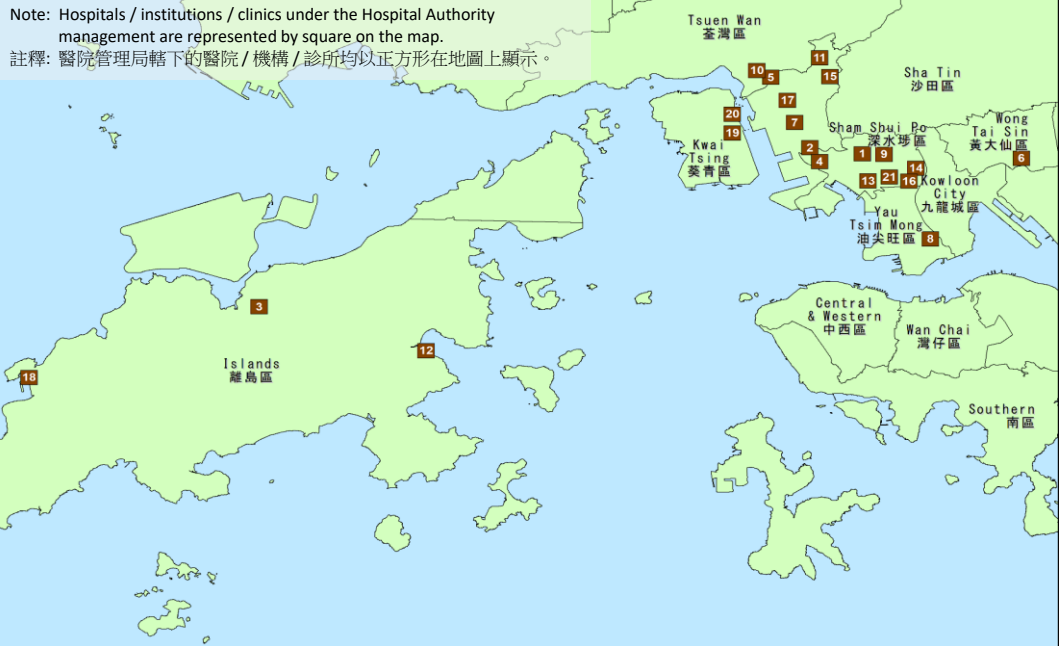 Note: Hospitals / institutions / clinics under the Hospital Authority
management are represented by square on the map.
註釋: 醫院管理局轄下的醫院 / 機構 / 診所均以正方形在地圖上顯示。
Tsuen Wan
荃灣區
11
10
5
15
Sha Tin
沙田區
17
20
7
19
Kwai
Tsing
葵青區
Sham Shui Po
深水埗區
Wong
Tai Sin
黃大仙區
6
2
4
1
9
14
13
21
16
Kowloon
City
九龍城區
Yau
Tsim Mong
油尖旺區
8
3
12
18
Islands
離島區
Central
& Western
中西區
Wan Chai
灣仔區
Southern
南區